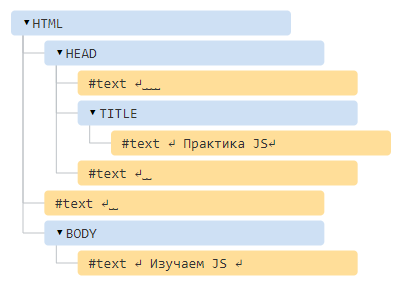 ▾ HTML
▾ HEAD
#text ↵␣␣
▾ TITLE
#text ↵ Практика JS↵
#text ↵␣
#text ↵␣
▾ BODY
#text ↵ Изучаем JS ↵